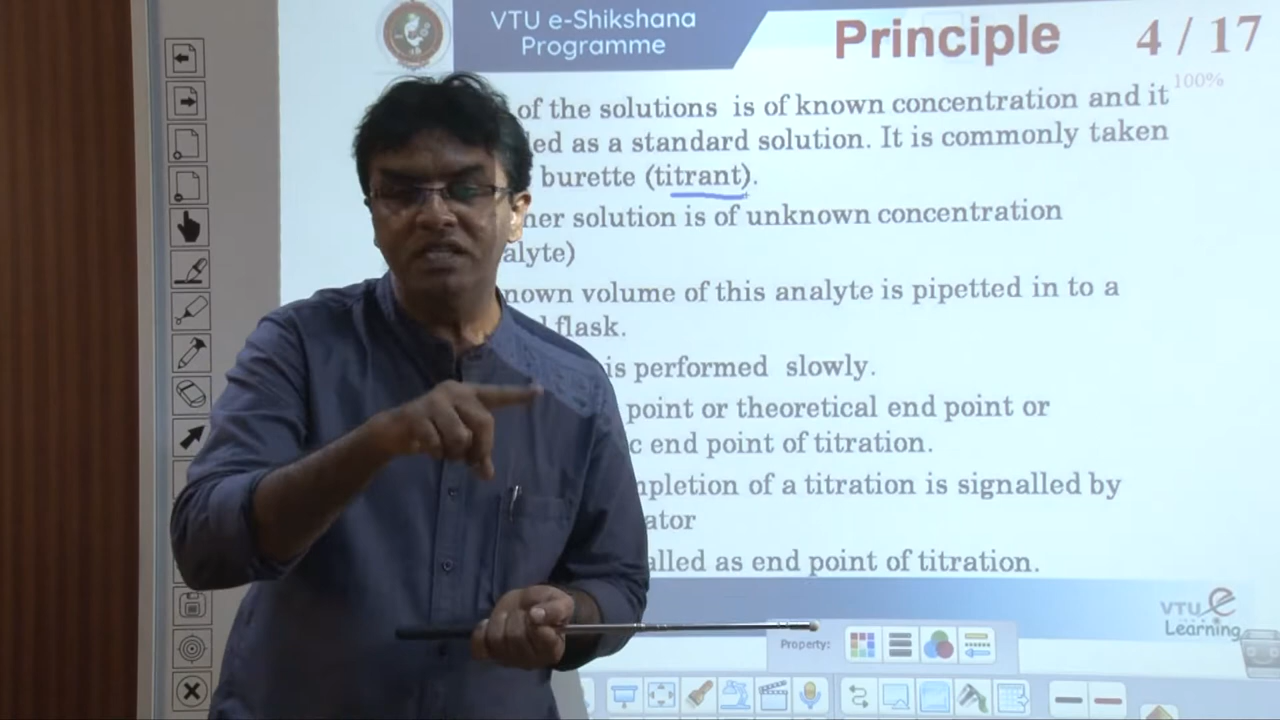 VTU e-Shikshana
Programme
Principle 4 / 17
100%
of the solutions is of known concentration and it
led as a standard solution. It is commonly taken
burette (titrant).
her solution is of unknown concentration
alyte)
nown volume of this analyte is pipetted in to a
l flask.
is performed slowly.
point or theoretical end point or
c end point of titration.
mpletion of a titration is signalled by
ator
alled as end point of titration.
VTU e
Learning
Property: